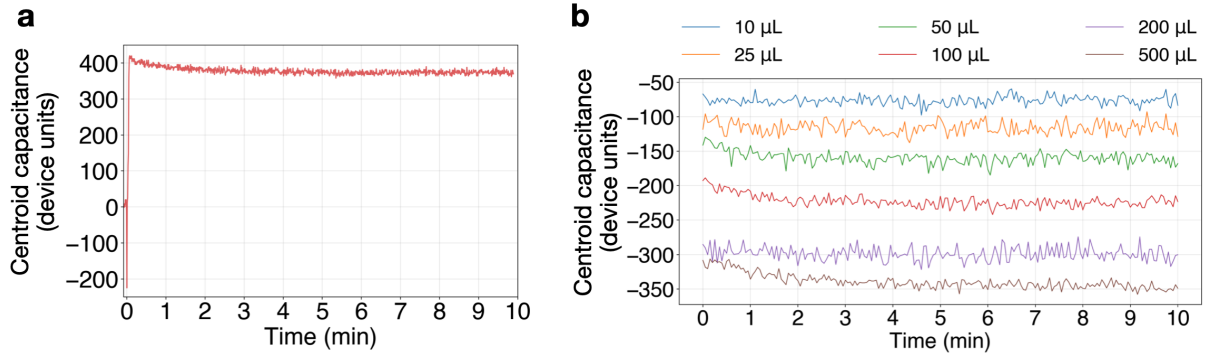 a
Centroid capacitance
(device units)
400
300
200
100
0
−100
−200
0 1 2 3 4 5 6 7 8 9 10
Time (min)
b
10 μL 50 μL 200 μL
25 μL 100 μL 500 μL
Centroid capacitance
(device units)
−50
−100
−150
−200
−250
−300
−350
0 1 2 3 4 5 6 7 8 9 10
Time (min)